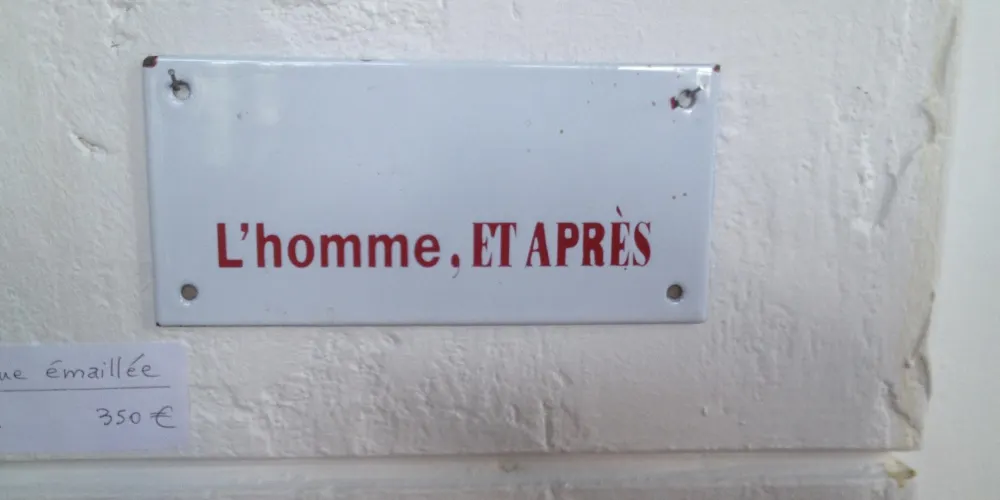 L'homme, ET APRÈS
émaillée
350 €